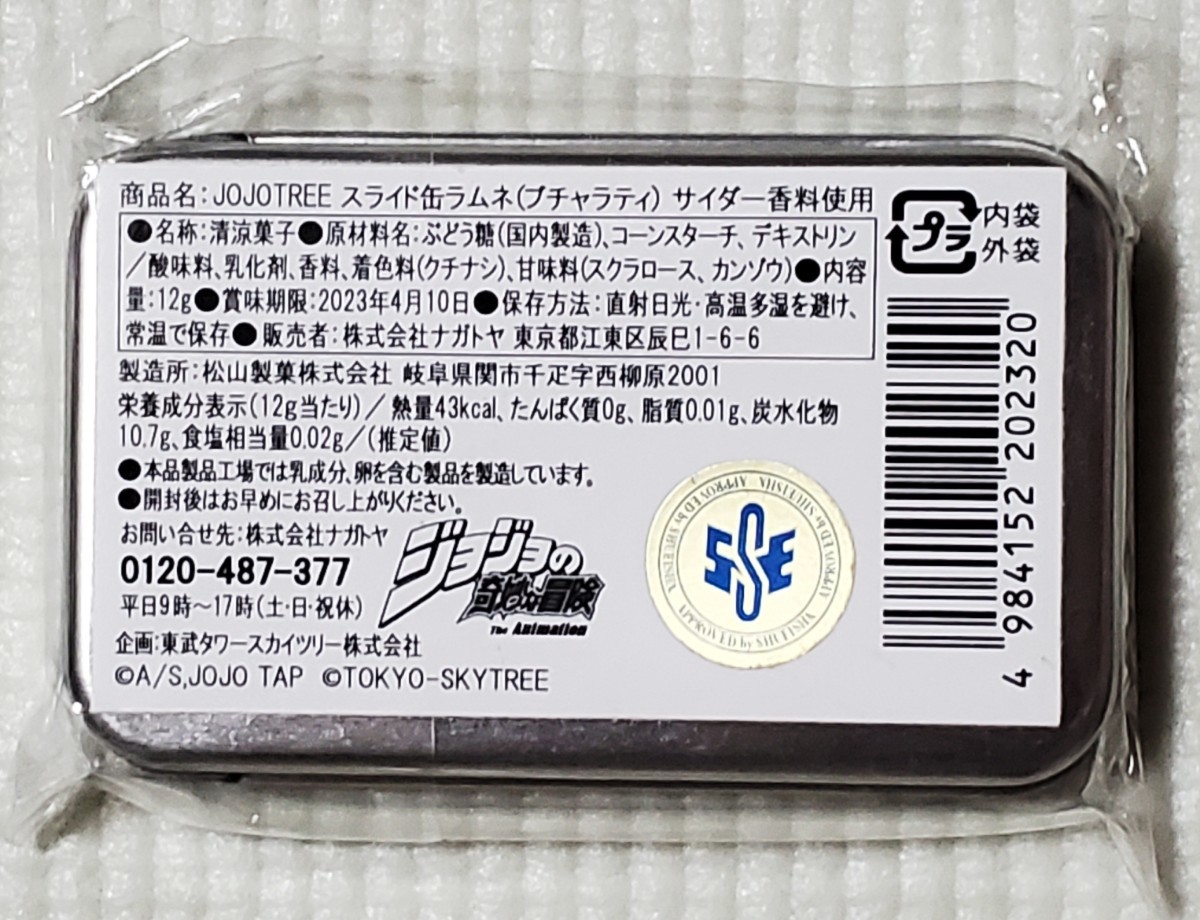 商品名:JOJOTREE スライド缶ラムネ(ブチャラティ) サイダー香料使用
●名称:清涼菓子●原材料名:ぶどう糖(国内製造)、コーンスターチ、デキストリン
/酸味料、乳化剤、香料、着色料(クチナシ)、甘味料(スクラロース、カンゾウ)●内容
量:12g●賞味期限:2023年4月10日●保存方法:直射日光・高温多湿を避け、
常温で保存●販売者:株式会社ナガトヤ 東京都江東区辰巳1-6-6
製造所:松山製菓株式会社 岐阜県関市千疋字西柳原2001
栄養成分表示(12g当たり)/熱量43kcal、たんぱく質0g、脂質0.01g、炭水化物
10.7g、食塩相当量0.02g/(推定値)
●本品製品工場では乳成分、卵を含む製品を製造しています。
●開封後はお早めにお召し上がりください。
お問い合せ先:株式会社ナガトヤ
0120-487-377
平日9時～17時(土・日・祝休)
企画:東武タワースカイツリー株式会社
©A/S,JOJO TAP ©TOKYO-SKYTREE
ジョジョの
奇妙な冒険
The Animation
SE
APPROVED by SHUEISHA
APPROVED by SHUEISHA
APPROVED by SHUEISHA
プラ
内袋
外袋
4 984152 202320